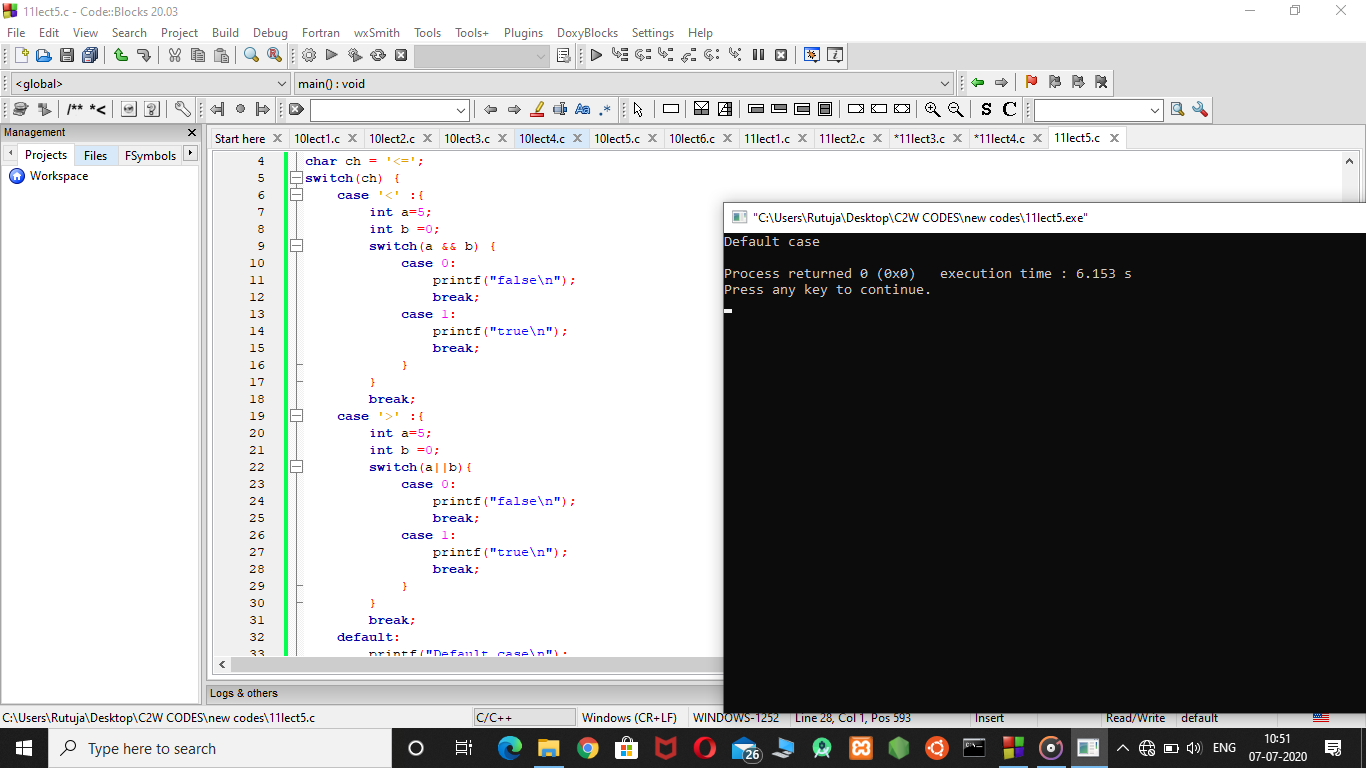 11lect5.c - Code::Blocks 20.03
File Edit View Search Project Build Debug Fortran wxSmith Tools Tools+ Plugins DoxyBlocks Settings Help
<global> main() : void
/** *< Aa .* S C
Management
Start here 10lect1.c 10lect2.c 10lect3.c 10lect4.c 10lect5.c 10lect6.c 11lect1.c 11lect2.c *11lect3.c *11lect4.c 11lect5.c
Projects Files FSymbols
Workspace
4 char ch = '<=';
5 switch(ch) {
6 case '<' :{
7 int a=5;
8 int b =0;
9 switch(a && b) {
10 case 0:
11 printf("false\n");
12 break;
13 case 1:
14 printf("true\n");
15 break;
16 }
17 }
18 break;
19 case '>' :{
20 int a=5;
21 int b =0;
22 switch(a||b){
23 case 0:
24 printf("false\n");
25 break;
26 case 1:
27 printf("true\n");
28 break;
29 }
30 }
31 break;
32 default:
33 printf("Default case\n");
"C:\Users\Rutuja\Desktop\C2W CODES\new codes\11lect5.exe"
Default case
Process returned 0 (0x0) execution time : 6.153 s
Press any key to continue.
Logs & others
C:\Users\Rutuja\Desktop\C2W CODES\new codes\11lect5.c C/C++ Windows (CR+LF) WINDOWS-1252 Line 28, Col 1, Pos 593 Insert Read/Write default
Type here to search 26 ENG 10:51
07-07-2020